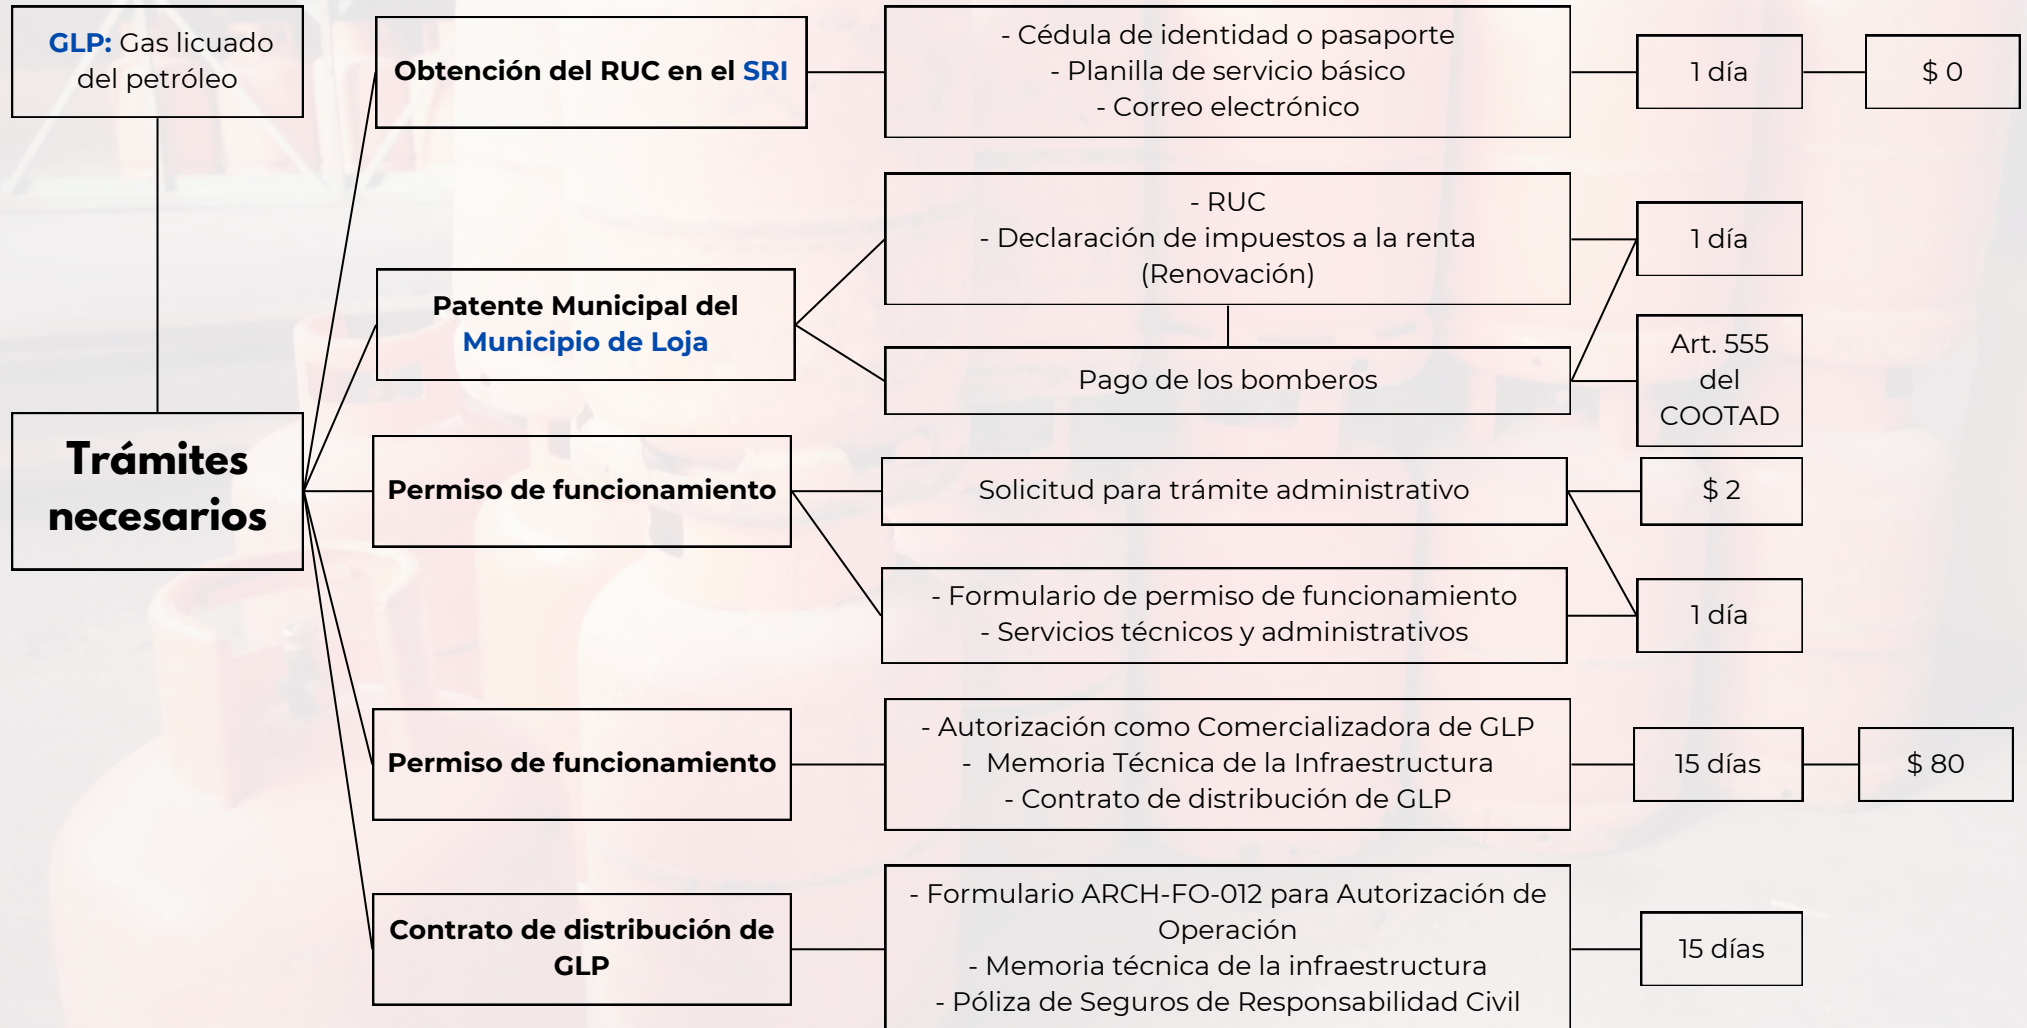 GLP: Gas licuado
del petróleo
Trámites
necesarios
Obtención del RUC en el SRI
- Cédula de identidad o pasaporte
- Planilla de servicio básico
- Correo electrónico
1 día
$ 0
Patente Municipal del
Municipio de Loja
- RUC
- Declaración de impuestos a la renta
(Renovación)
1 día
Pago de los bomberos
Art. 555
del
COOTAD
Permiso de funcionamiento
Solicitud para trámite administrativo
$ 2
- Formulario de permiso de funcionamiento
- Servicios técnicos y administrativos
1 día
Permiso de funcionamiento
- Autorización como Comercializadora de GLP
- Memoria Técnica de la Infraestructura
- Contrato de distribución de GLP
15 días
$ 80
Contrato de distribución de
GLP
- Formulario ARCH-FO-012 para Autorización de
Operación
- Memoria técnica de la infraestructura
- Póliza de Seguros de Responsabilidad Civil
15 días